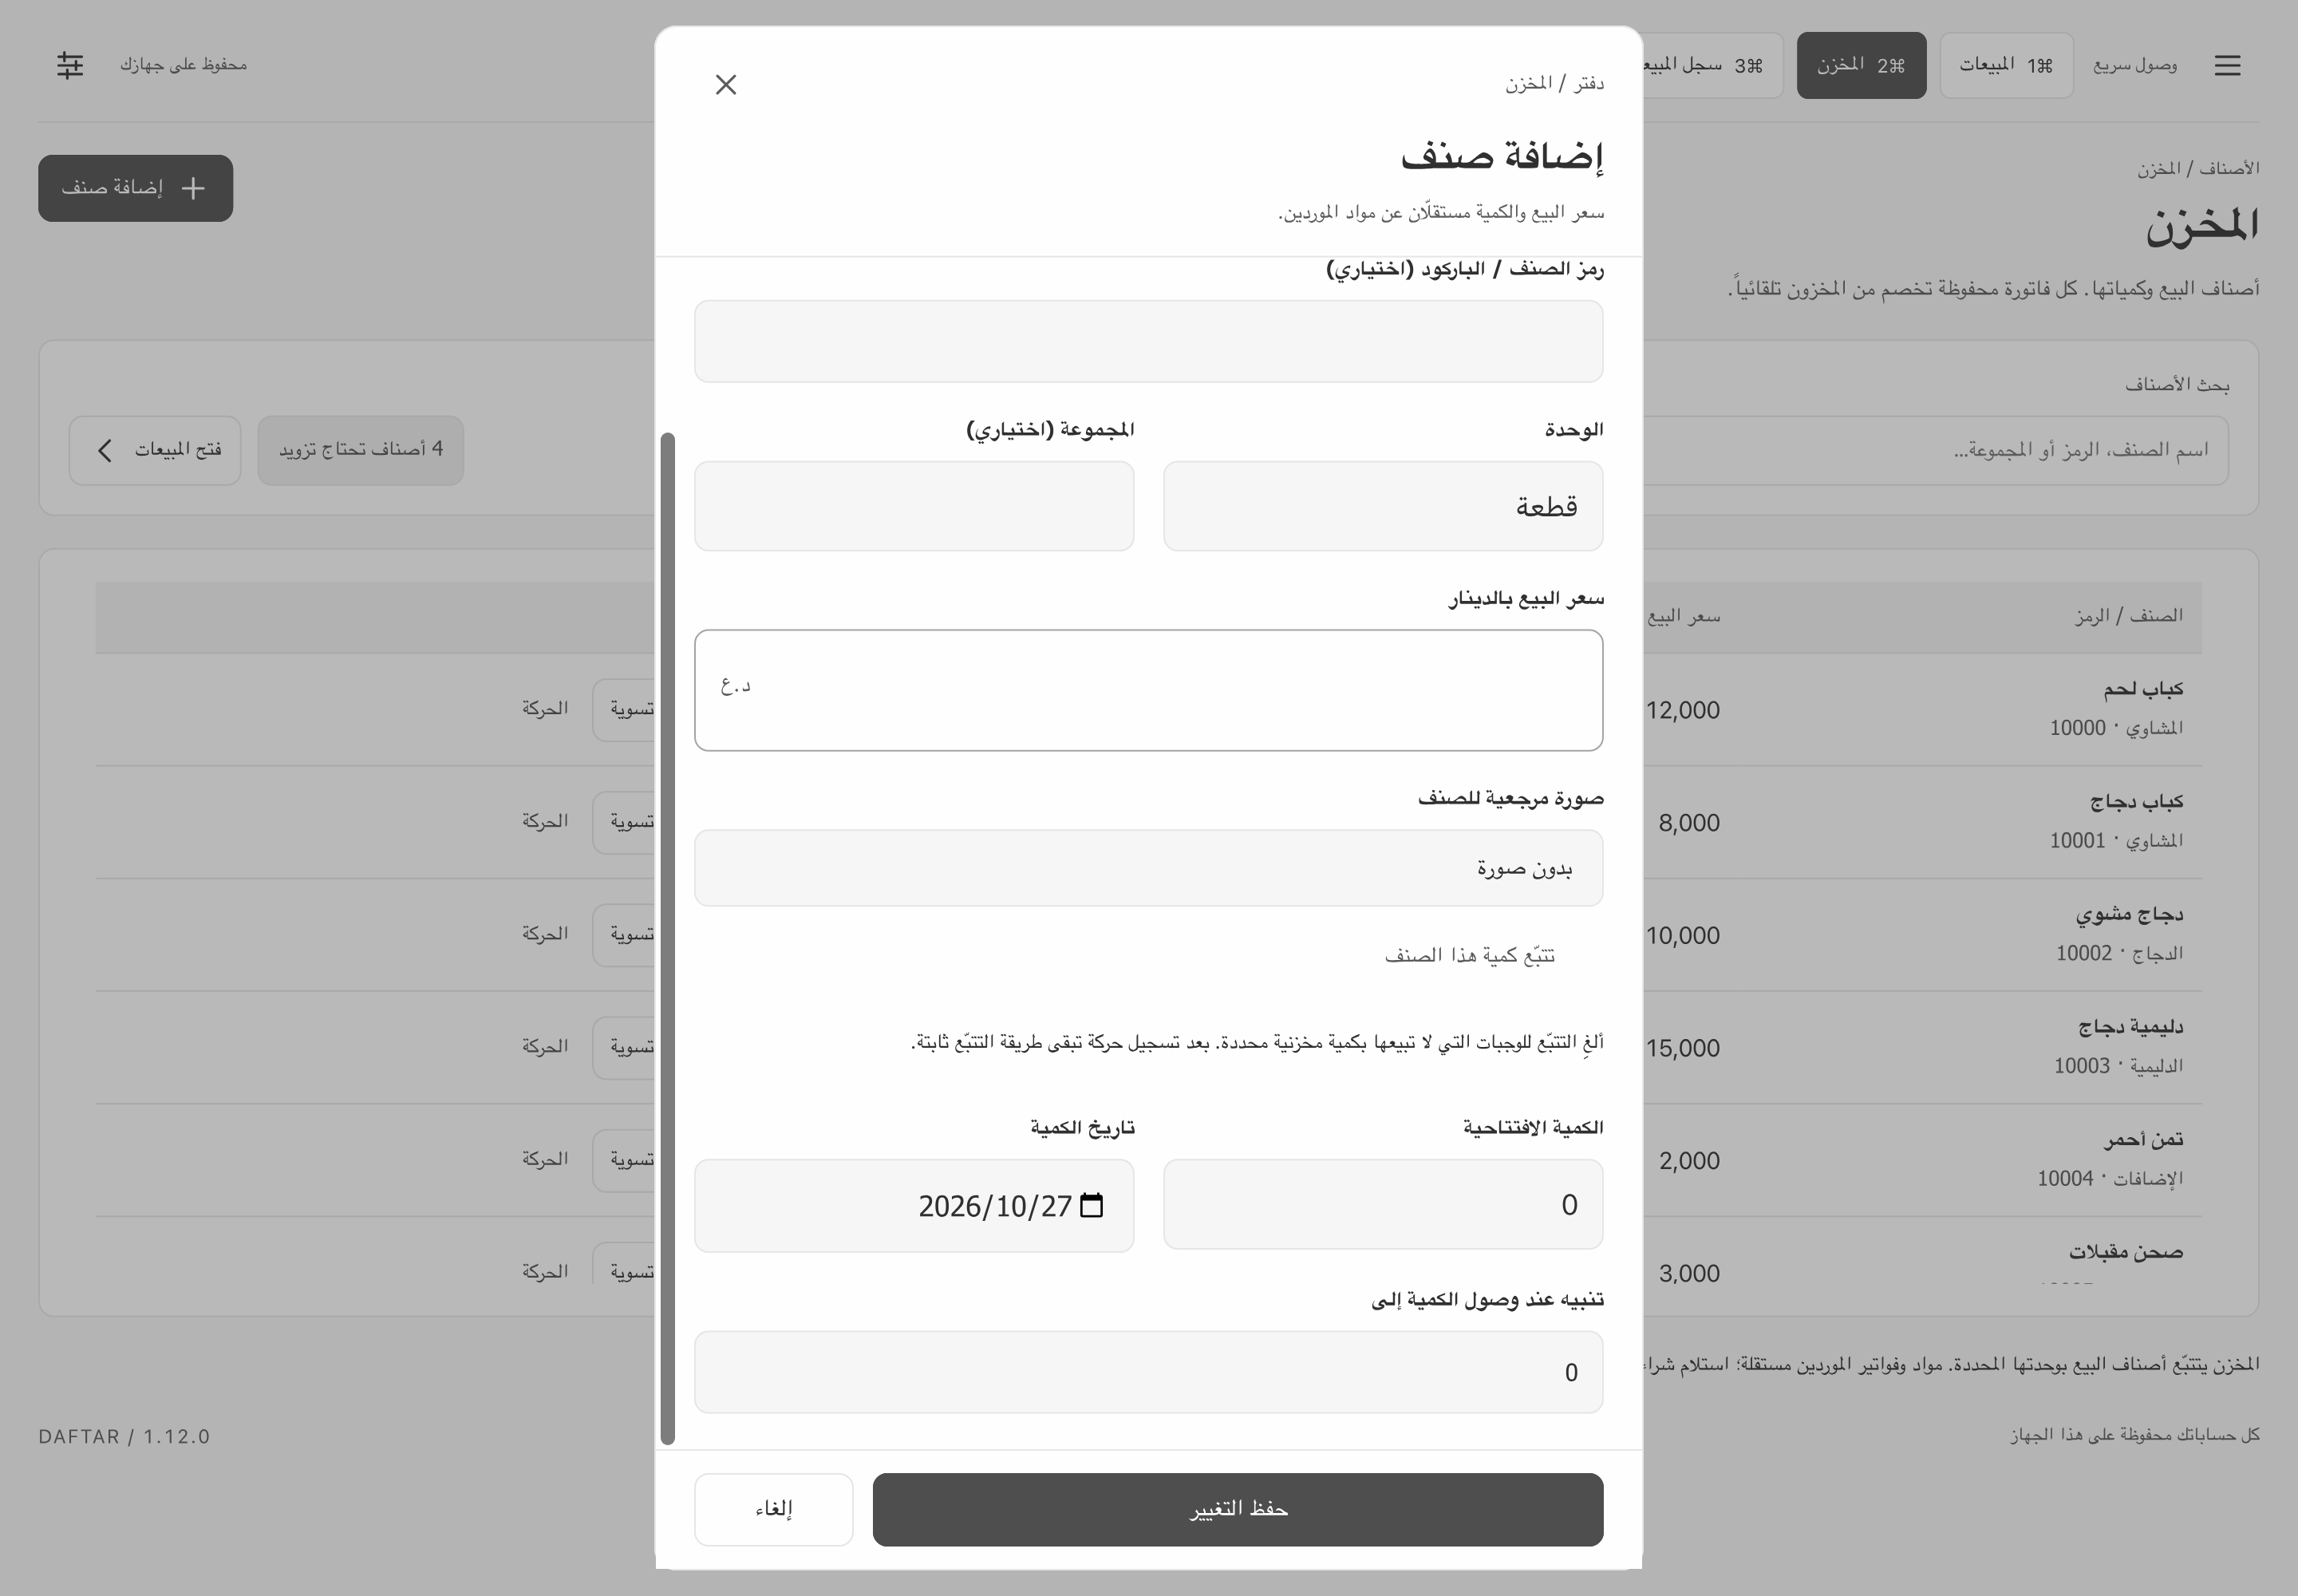 وصول سريع
⌘1 المبيعات
⌘2 المخزن
⌘3 سجل المبيع
محفوظ على جهازك
الأصناف / المخزن
المخزن
أصناف البيع وكمياتها. كل فاتورة محفوظة تخصم من المخزون تلقائياً.
إضافة صنف
بحث الأصناف
اسم الصنف، الرمز أو المجموعة...
4 أصناف تحتاج تزويد
فتح المبيعات
الصنف / الرمز
سعر البيع
كباب لحم
المشاوي · 10000
12,000
تسوية
الحركة
كباب دجاج
المشاوي · 10001
8,000
تسوية
الحركة
دجاج مشوي
الدجاج · 10002
10,000
تسوية
الحركة
دليمية دجاج
الدليمية · 10003
15,000
تسوية
الحركة
تمن أحمر
الإضافات · 10004
2,000
تسوية
الحركة
صحن مقبلات
3,000
تسوية
الحركة
المخزن يتتبّع أصناف البيع بوحدتها المحددة. مواد وفواتير الموردين مستقلة؛ استلام شراء
كل حساباتك محفوظة على هذا الجهاز
DAFTAR / 1.12.0
دفتر / المخزن
إضافة صنف
سعر البيع والكمية مستقلّان عن مواد الموردين.
رمز الصنف / الباركود (اختياري)
الوحدة
المجموعة (اختياري)
قطعة
سعر البيع بالدينار
د.ع
صورة مرجعية للصنف
بدون صورة
تتبّع كمية هذا الصنف
ألغِ التتبّع للوجبات التي لا تبيعها بكمية مخزنية محددة. بعد تسجيل حركة تبقى طريقة التتبّع ثابتة.
الكمية الافتتاحية
تاريخ الكمية
0
2026/10/27
تنبيه عند وصول الكمية إلى
0
حفظ التغيير
إلغاء